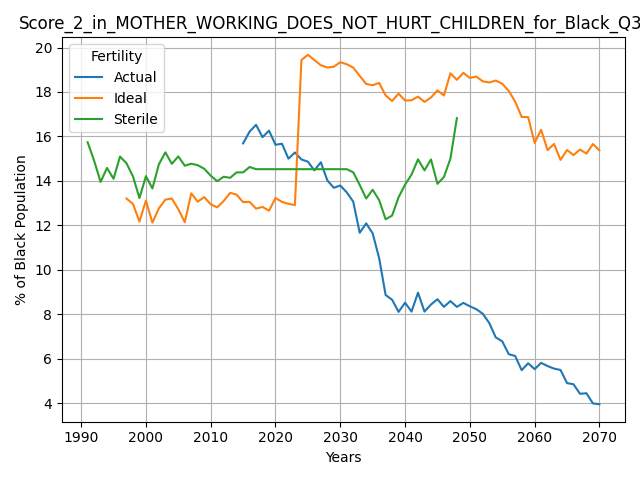 Score_2_in_MOTHER_WORKING_DOES_NOT_HURT_CHILDREN_for_Black_Q3
Fertility
Actual
Ideal
Sterile
% of Black Population
20
18
16
14
12
10
8
6
4
1990 2000 2010 2020 2030 2040 2050 2060 2070
Years